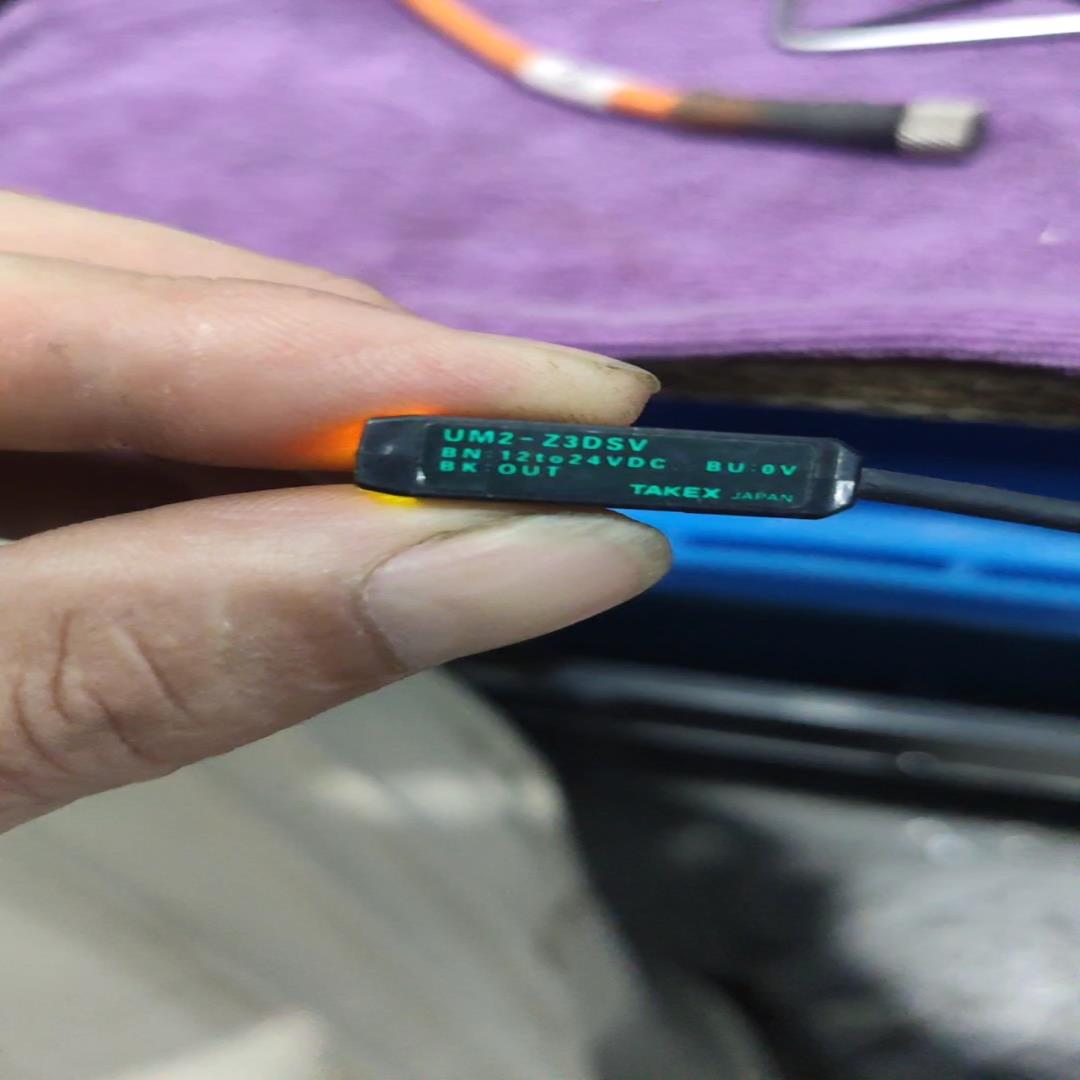 UM2-Z3DSV
BN:12to24VDC BU:0V
BK:OUT
TAKEX JAPAN